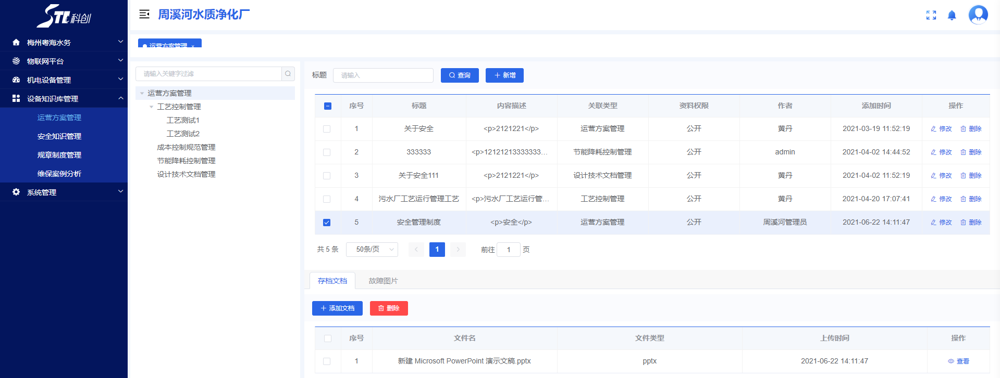 STC科创
周溪河水质净化厂
梅州粤海水务
物联网平台
机电设备管理
设备知识库管理
运营方案管理
安全知识管理
规章制度管理
维保案例分析
系统管理
运营方案管理 ×
请输入关键字过滤
运营方案管理
工艺控制管理
工艺测试1
工艺测试2
成本控制规范管理
节能降耗控制管理
设计技术文档管理
标题 请输入 查询 新增
序号 标题 内容描述 关联类型 资料权限 作者 添加时间 操作
1 关于安全 <p>2121221</p> 运营方案管理 公开 黄丹 2021-03-19 11:52:19 修改 删除
2 333333 <p>12121213333333... 节能降耗控制管理 公开 admin 2021-04-02 14:44:52 修改 删除
3 关于安全111 <p>2121221</p> 设计技术文档管理 公开 黄丹 2021-04-02 11:52:19 修改 删除
4 污水厂工艺运行管理工艺 <p>污水厂工艺运行管... 工艺控制管理 公开 黄丹 2021-04-20 17:07:41 修改 删除
5 安全管理制度 <p>安全</p> 运营方案管理 公开 周溪河管理员 2021-06-22 14:11:47 修改 删除
共 5 条 50条/页 1 前往 1 页
存档文档 故障图片
添加文档 删除
序号 文件名 文件类型 上传时间 操作
1 新建 Microsoft PowerPoint 演示文稿.pptx pptx 2021-06-22 14:11:47 查看